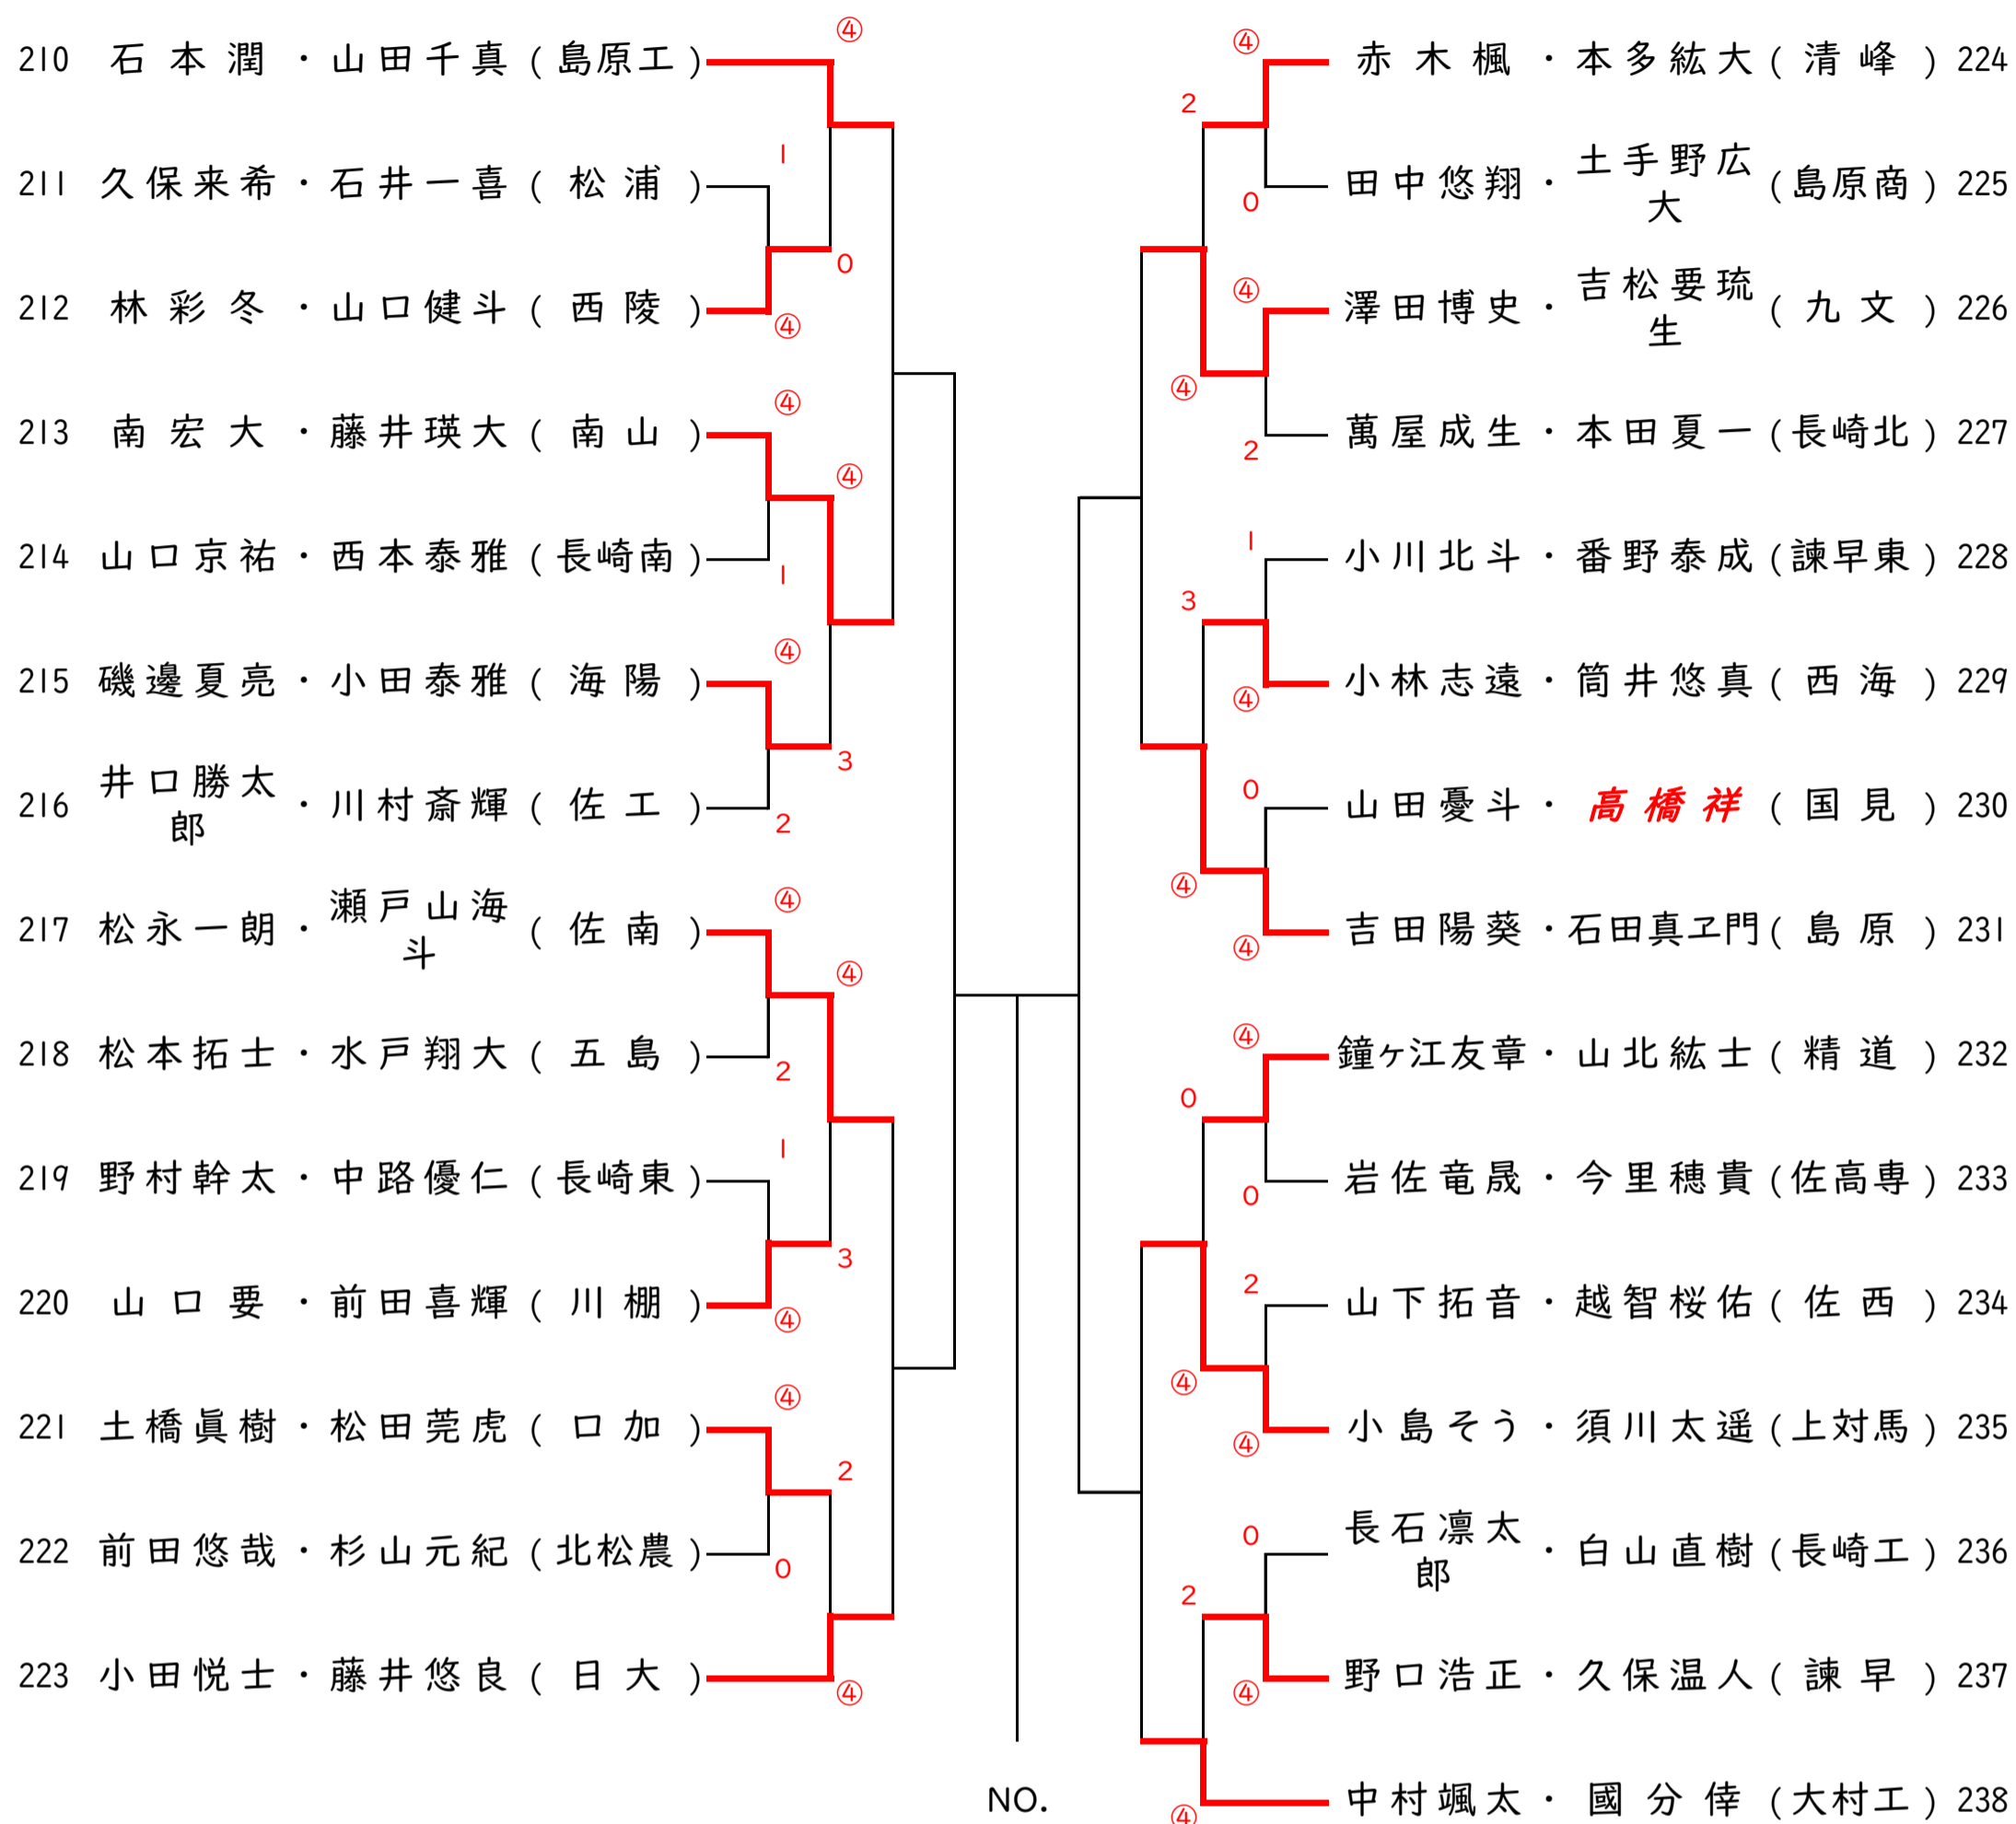 ④
210 石本潤・山田千真(島原工)
1
211 久保来希・石井一喜(松浦)
0
212 林彩冬・山口健斗(西陵)
④
④
213 南宏大・藤井瑛大(南山)
④
214 山口京祐・西本泰雅(長崎南)
1
④
215 磯邊夏亮・小田泰雅(海陽)
3
216 井口勝太郎・川村斎輝(佐工)
2
④
217 松永一朗・瀬戸山海斗(佐南)
④
218 松本拓士・水戸翔大(五島)
2
1
219 野村幹太・中路優仁(長崎東)
3
220 山口要・前田喜輝(川棚)
④
④
221 土橋眞樹・松田莞虎(口加)
2
222 前田悠哉・杉山元紀(北松農)
0
223 小田悦士・藤井悠良(日大)
④
④
赤木楓・本多紘大(清峰) 224
2
田中悠翔・土手野広大(島原商) 225
0
④
澤田博史・吉松要琉生(九文) 226
④
萬屋成生・本田夏一(長崎北) 227
2
1
小川北斗・番野泰成(諫早東) 228
3
小林志遠・筒井悠真(西海) 229
④
0
山田憂斗・高橋祥(国見) 230
④
吉田陽葵・石田真ヱ門(島原) 231
④
④
鐘ヶ江友章・山北紘士(精道) 232
0
岩佐竜晟・今里穂貴(佐高専) 233
0
2
山下拓音・越智桜佑(佐西) 234
④
小島そう・須川太遥(上対馬) 235
④
0
長石凛太郎・白山直樹(長崎工) 236
2
野口浩正・久保温人(諫早) 237
④
中村颯太・國分倖(大村工) 238
④
NO.